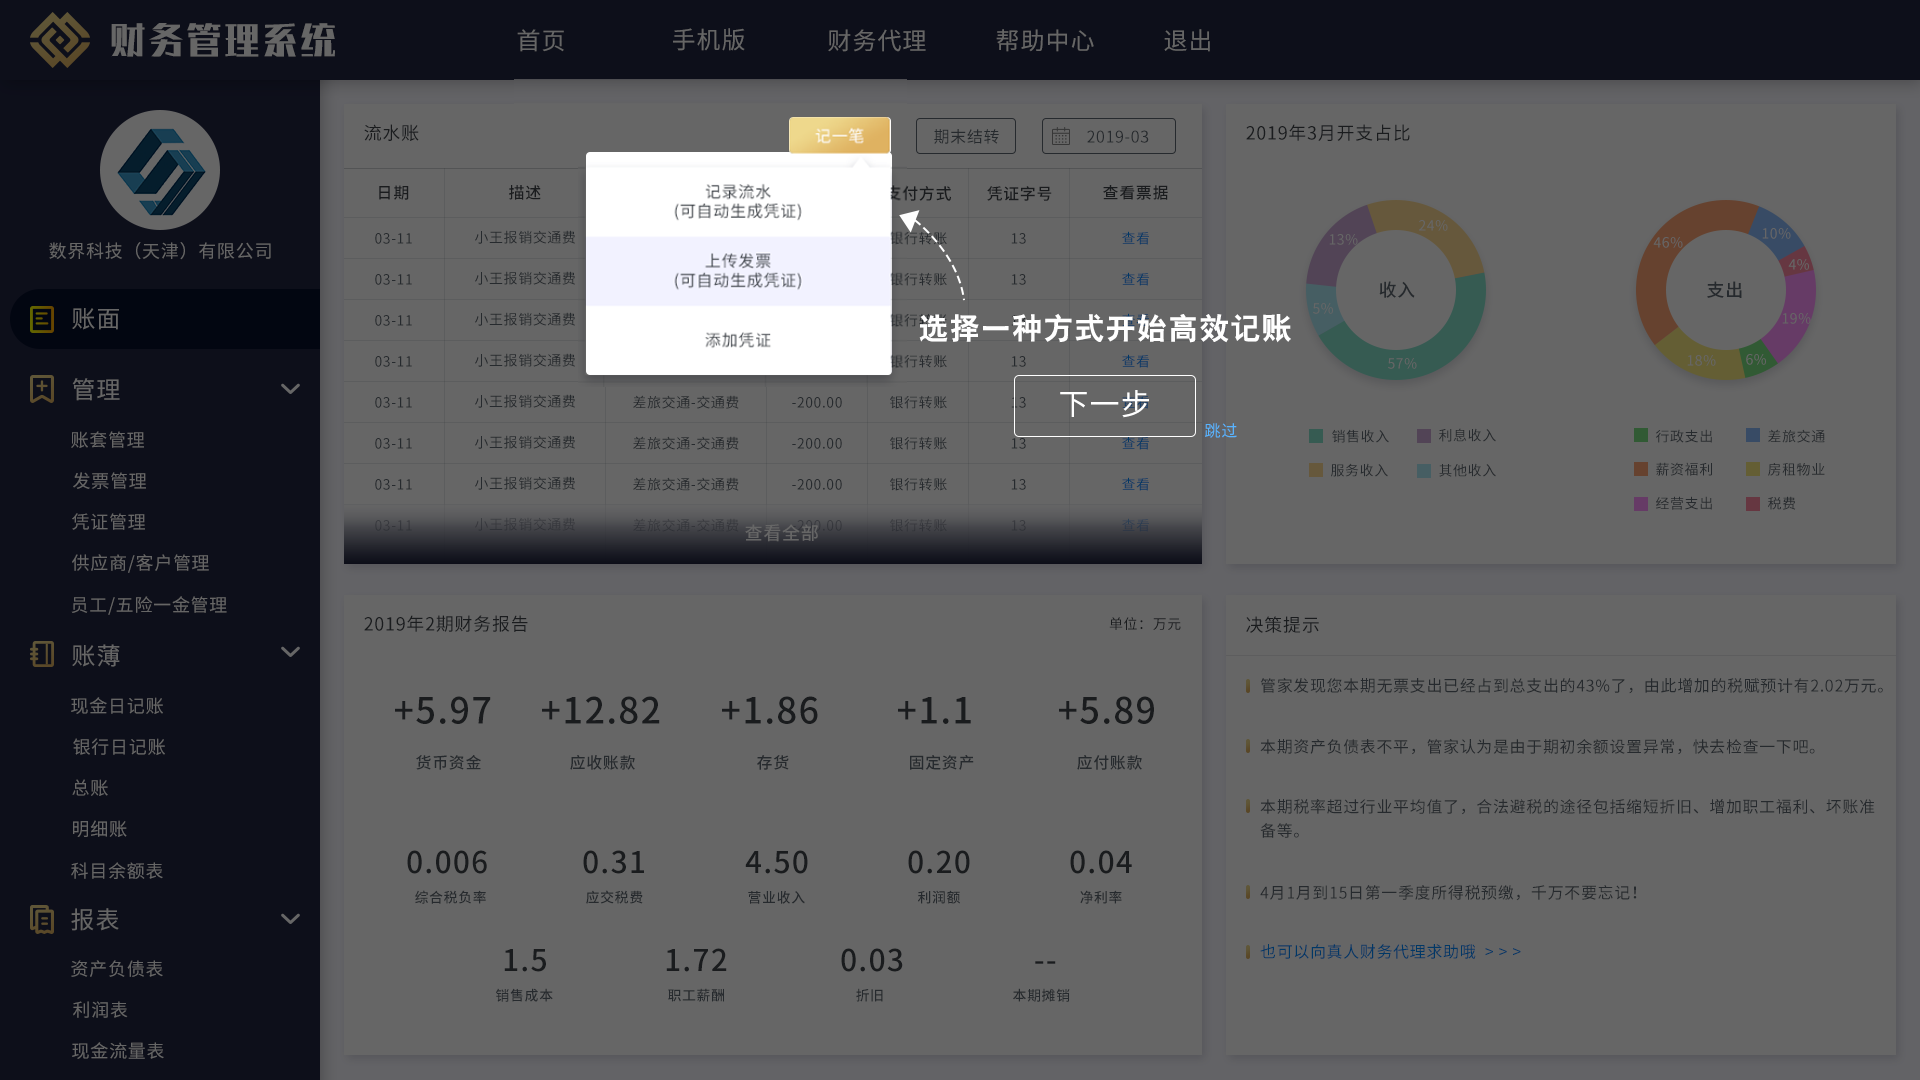 财务管理系统
首页
手机版
财务代理
帮助中心
退出
数界科技（天津）有限公司
账面
管理
账套管理
发票管理
凭证管理
供应商/客户管理
员工/五险一金管理
账薄
现金日记账
银行日记账
总账
明细账
科目余额表
报表
资产负债表
利润表
现金流量表
流水账
记一笔
期末结转
2019-03
日期 描述 支付方式 凭证字号 查看票据
03-11 小王报销交通费 银行转账 13 查看
03-11 小王报销交通费 银行转账 13 查看
03-11 小王报销交通费 银行转账
03-11 小王报销交通费 银行转账 13 查看
03-11 小王报销交通费 差旅交通-交通费 -200.00 银行转账 13
03-11 小王报销交通费 差旅交通-交通费 -200.00 银行转账 13 查看
03-11 小王报销交通费 差旅交通-交通费 -200.00 银行转账 13 查看
03-11 小王报销交通费 差旅交通-交通费 -200.00 银行转账 13 查看
查看全部
记录流水
(可自动生成凭证)
上传发票
(可自动生成凭证)
添加凭证
选择一种方式开始高效记账
下一步
跳过
2019年3月开支占比
收入
24%
13%
5%
57%
销售收入
利息收入
服务收入
其他收入
支出
46%
10%
4%
19%
6%
18%
行政支出
差旅交通
薪资福利
房租物业
经营支出
税费
2019年2期财务报告
单位：万元
+5.97 +12.82 +1.86 +1.1 +5.89
货币资金 应收账款 存货 固定资产 应付账款
0.006 0.31 4.50 0.20 0.04
综合税负率 应交税费 营业收入 利润额 净利率
1.5 1.72 0.03 --
销售成本 职工薪酬 折旧 本期摊销
决策提示
管家发现您本期无票支出已经占到总支出的43%了，由此增加的税赋预计有2.02万元。
本期资产负债表不平，管家认为是由于期初余额设置异常，快去检查一下吧。
本期税率超过行业平均值了，合法避税的途径包括缩短折旧、增加职工福利、坏账准
备等。
4月1月到15日第一季度所得税预缴，千万不要忘记！
也可以向真人财务代理求助哦 > > >